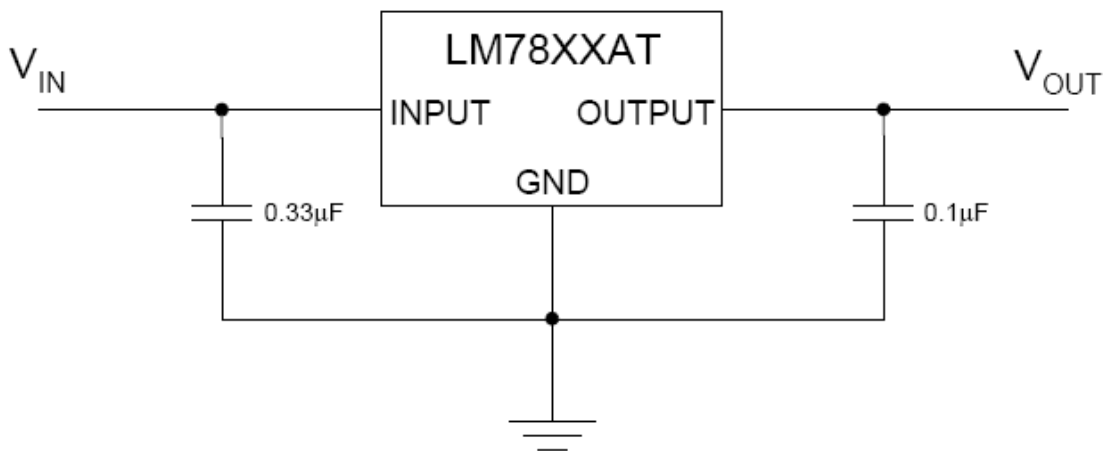 LM78XXAT
V_IN
V_OUT
INPUT OUTPUT
GND
0.33µF
0.1µF